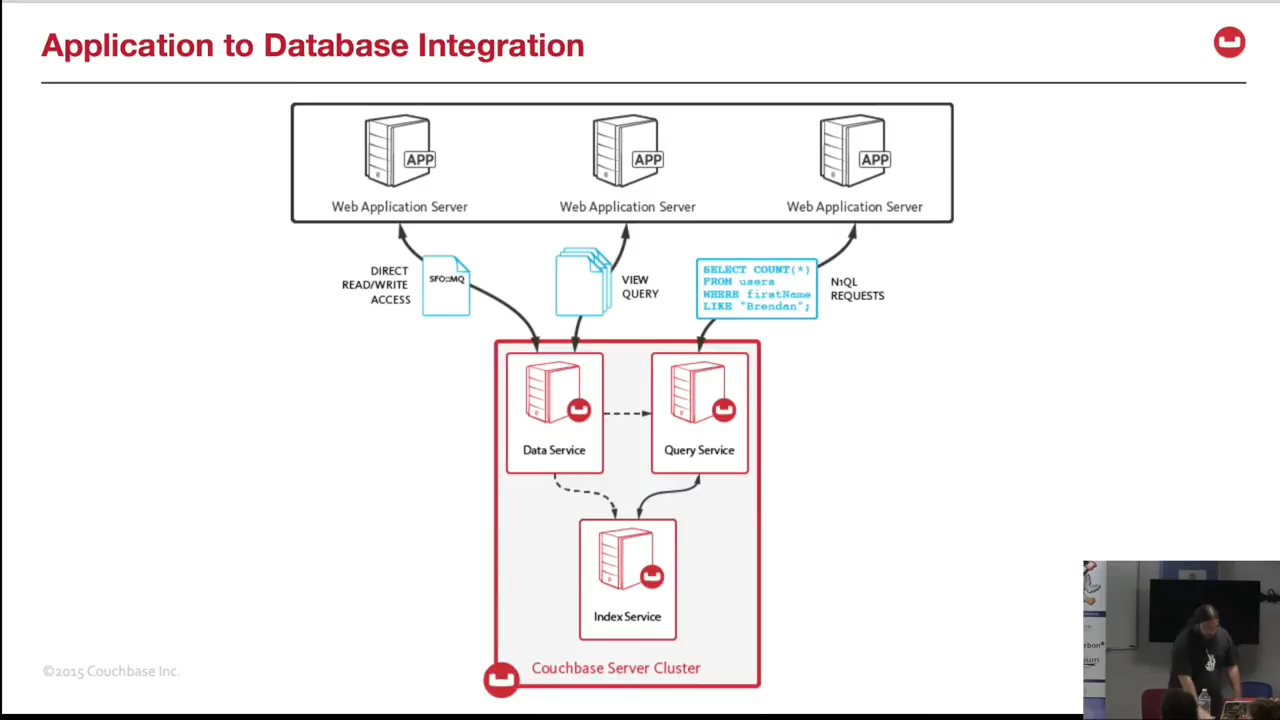 Application to Database Integration
APP
APP
APP
Web Application Server
Web Application Server
Web Application Server
DIRECT
READ/WRITE
ACCESS
SFO::MQ
VIEW
QUERY
SELECT COUNT(*)
FROM users
WHERE firstName
LIKE "Brendan";
N1QL
REQUESTS
Data Service
Query Service
Index Service
Couchbase Server Cluster
©2015 Couchbase Inc.